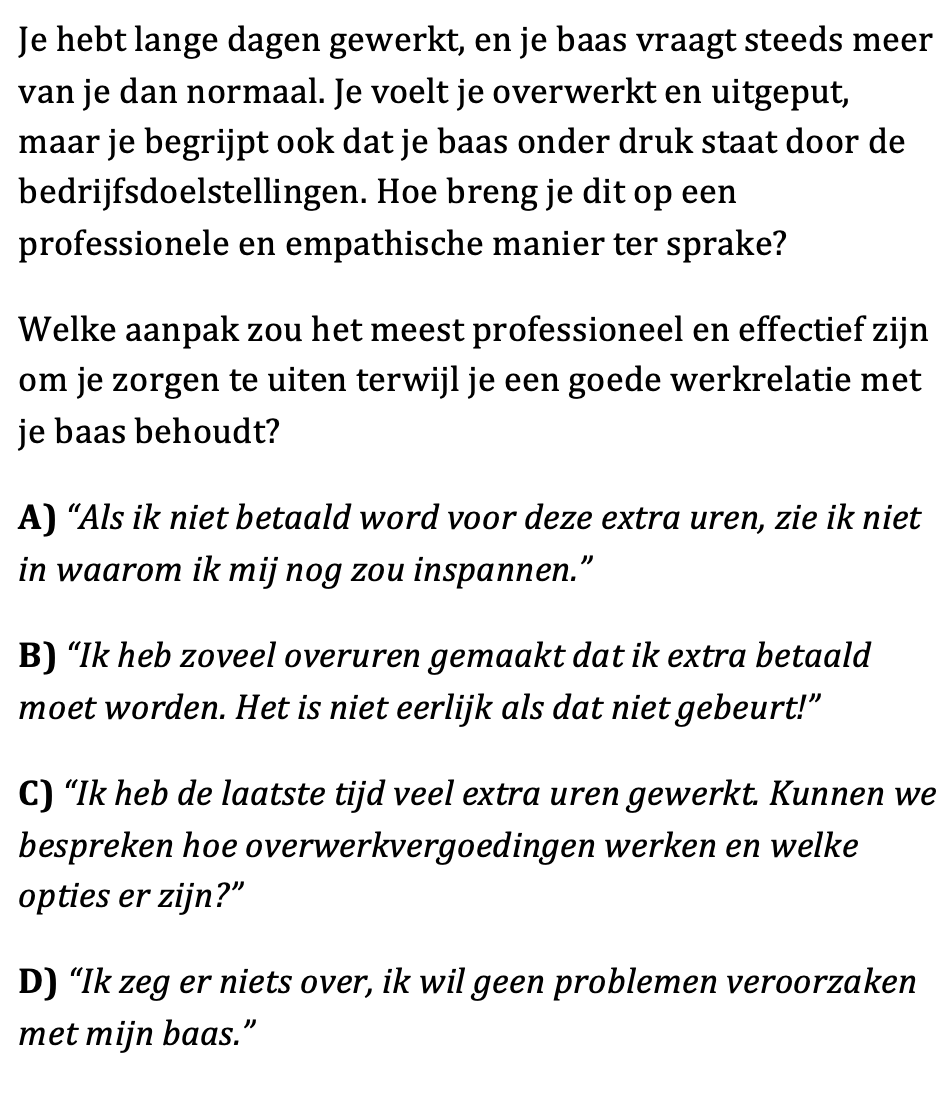 Je hebt lange dagen gewerkt, en je baas vraagt steeds meer
van je dan normaal. Je voelt je overwerkt en uitgeput,
maar je begrijpt ook dat je baas onder druk staat door de
bedrijfsdoelstellingen. Hoe breng je dit op een
professionele en empathische manier ter sprake?
Welke aanpak zou het meest professioneel en effectief zijn
om je zorgen te uiten terwijl je een goede werkrelatie met
je baas behoudt?
A) “Als ik niet betaald word voor deze extra uren, zie ik niet
in waarom ik mij nog zou inspannen.”
B) “Ik heb zoveel overuren gemaakt dat ik extra betaald
moet worden. Het is niet eerlijk als dat niet gebeurt!”
C) “Ik heb de laatste tijd veel extra uren gewerkt. Kunnen we
bespreken hoe overwerkvergoedingen werken en welke
opties er zijn?”
D) “Ik zeg er niets over, ik wil geen problemen veroorzaken
met mijn baas.”